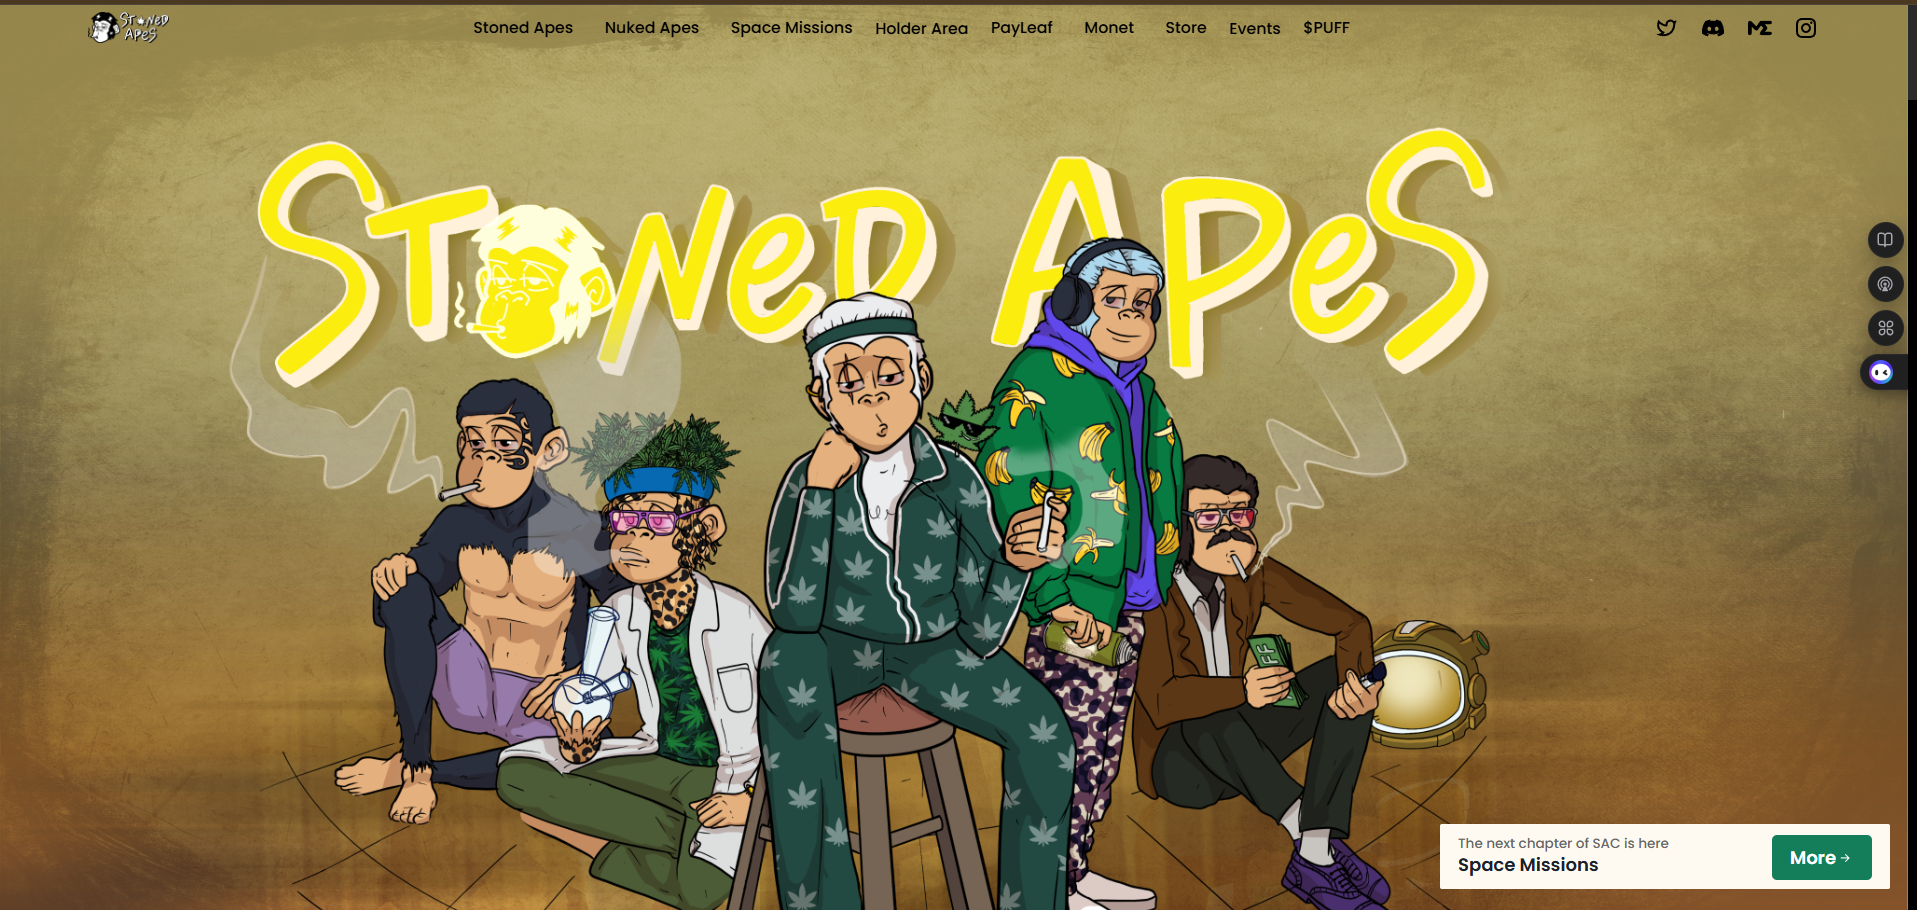 Stoned Apes
Stoned Apes Nuked Apes Space Missions Holder Area PayLeaf Monet Store Events $PUFF
ME
Stoned Apes
The next chapter of SAC is here
Space Missions
More →